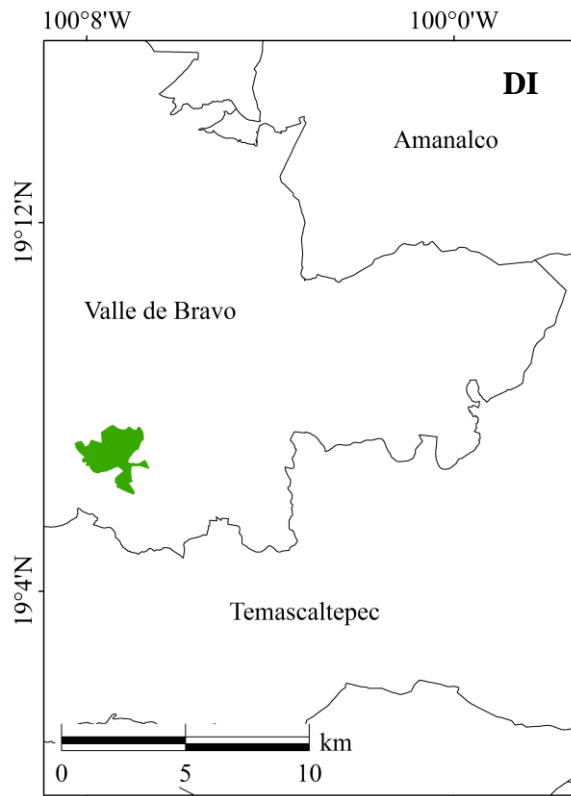 100°8'W 100°0'W
DI
Amanalco
19°12'N
Valle de Bravo
19°4'N
Temascaltepec
km
0 5 10